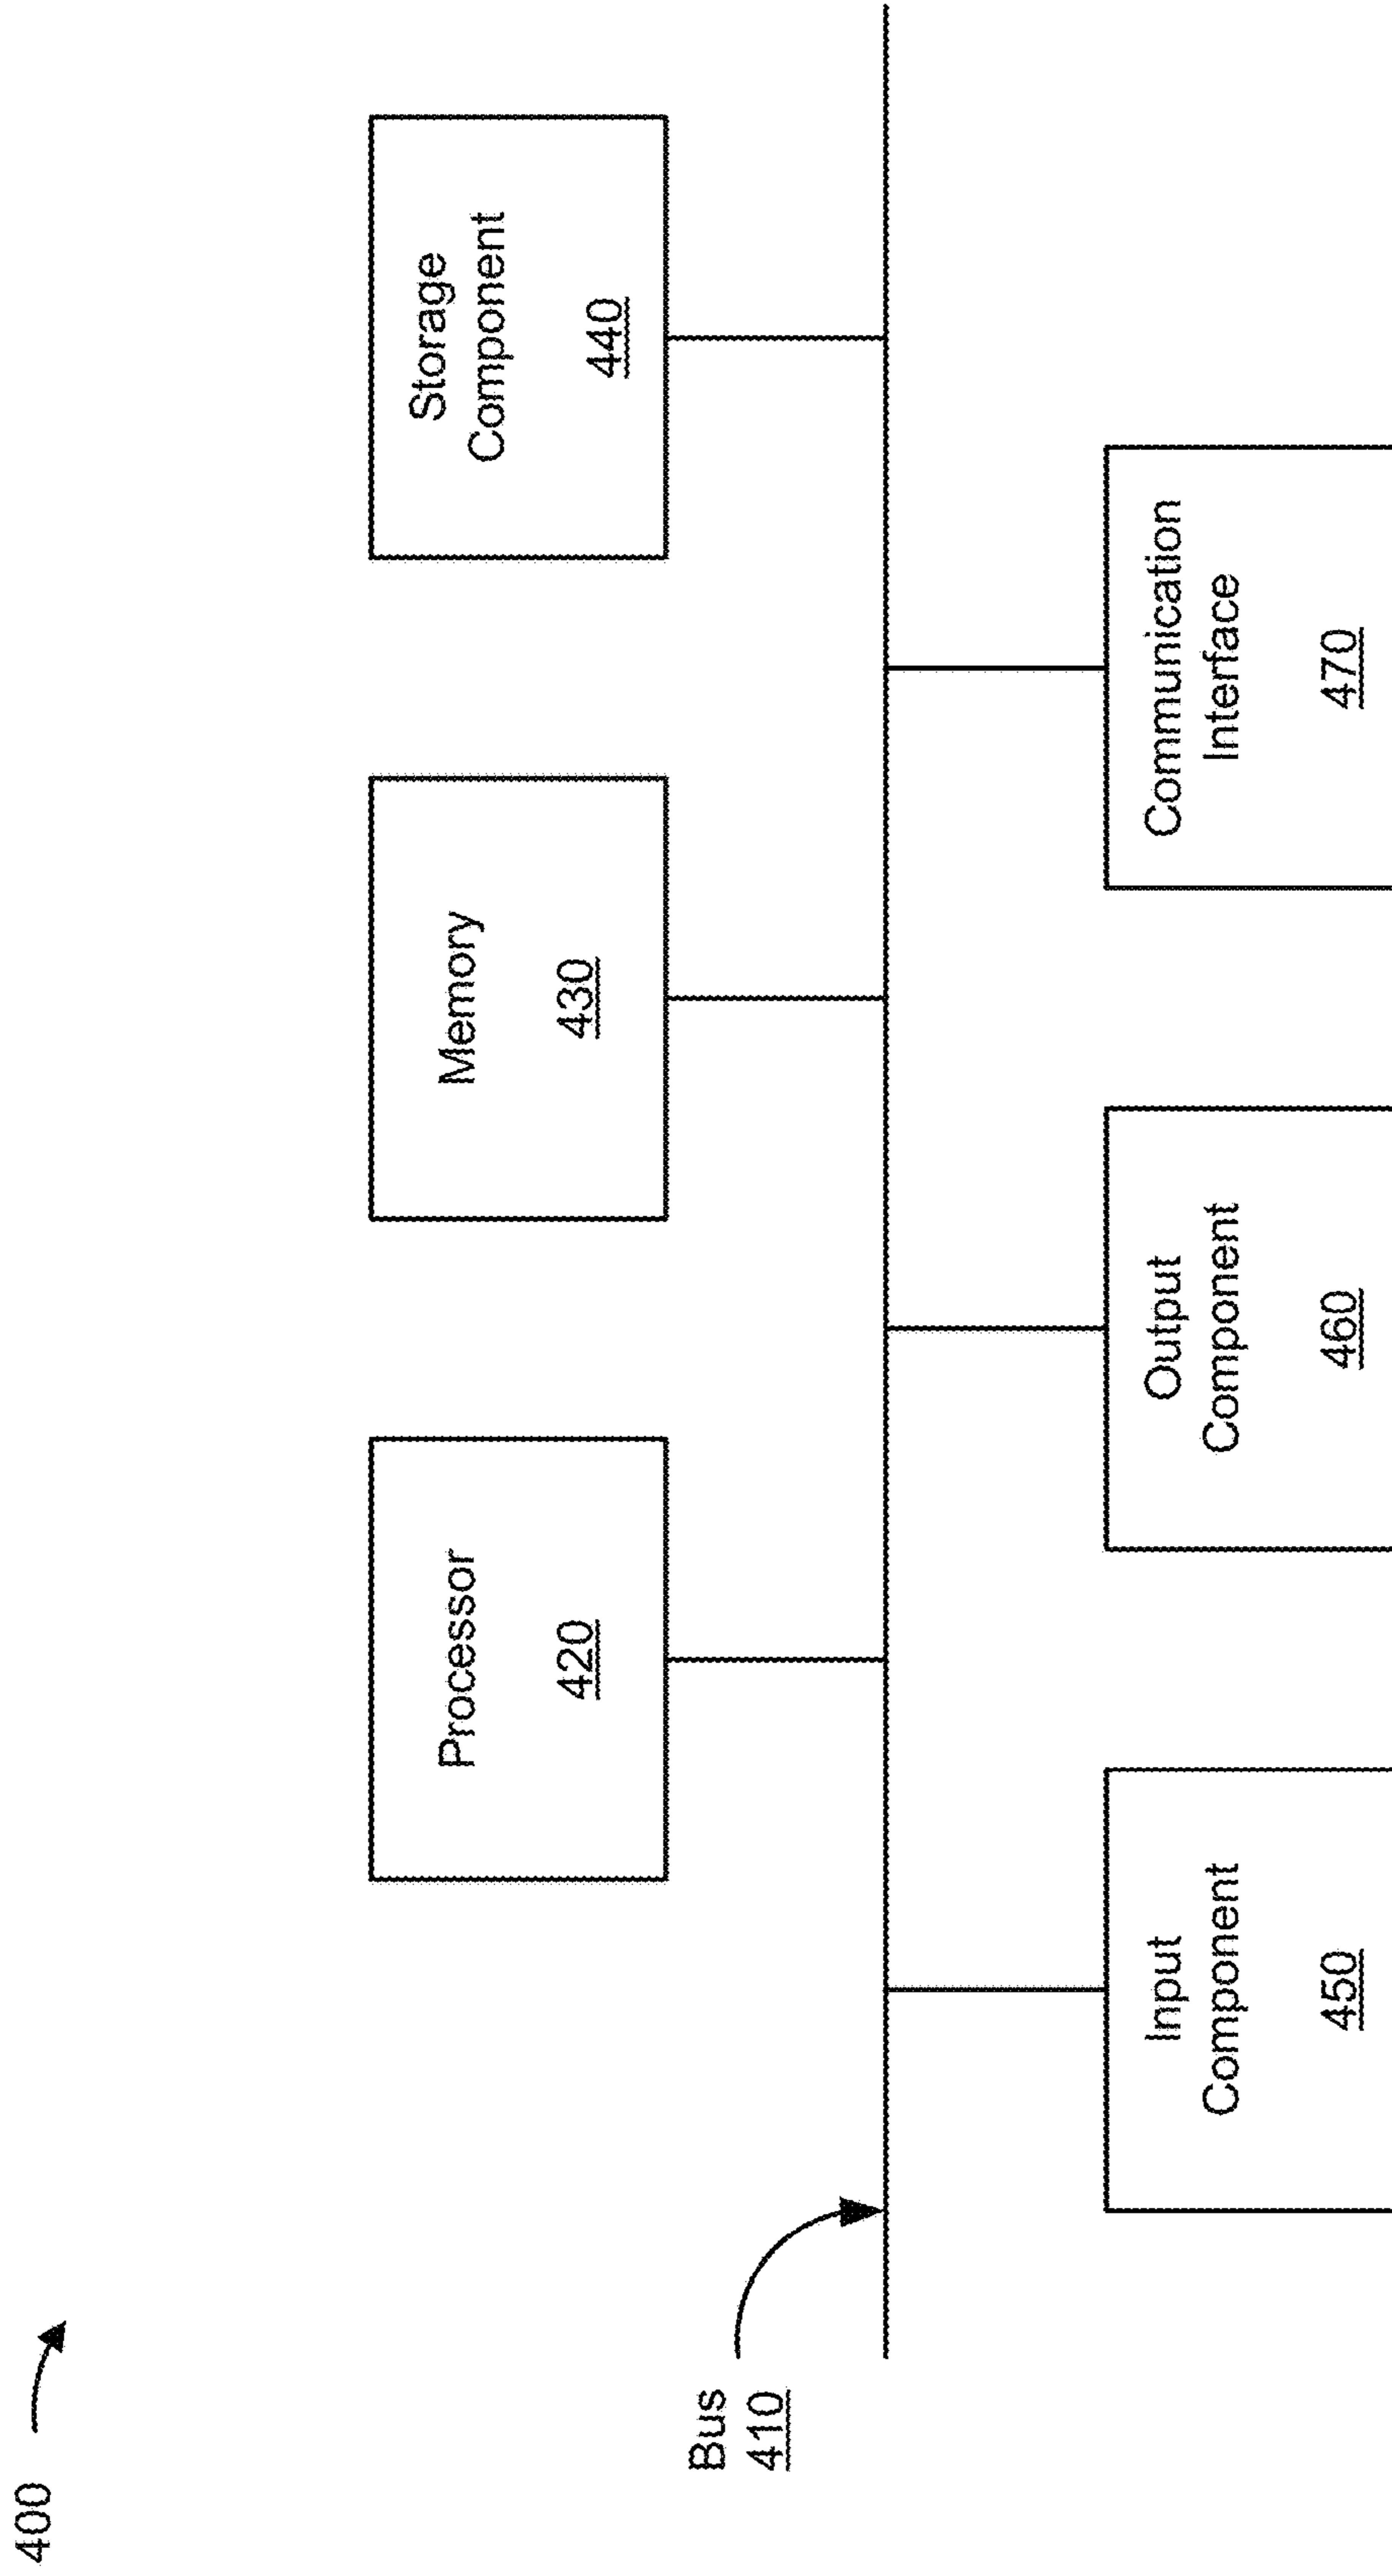 400
Processor
420
Memory
430
Storage
Component
440
Bus
410
Input
Component
450
Output
Component
460
Communication
Interface
470